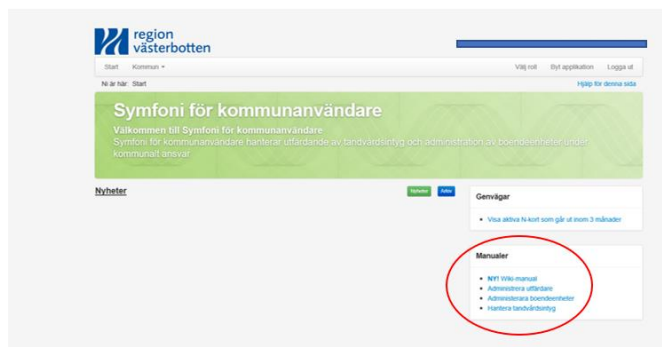 region
västerbotten
Start Kommun
Välj roll Byt applikation Logga ut
Ni är här: Start
Hjälp för denna sida
Symfoni för kommunanvändare
Välkommen till Symfoni för kommunanvändare
Symfoni för kommunanvändare hanterar utfärdande av tandvårdsintyg och administration av boendeenheter under
kommunalt ansvar
Nyheter
Nyheter Arkiv
Genvägar
Visa aktiva N-kort som går ut inom 3 månader
Manualer
NY! Wiki-manual
Administrera utfärdare
Administerara boendeenheter
Hantera tandvårdsintyg